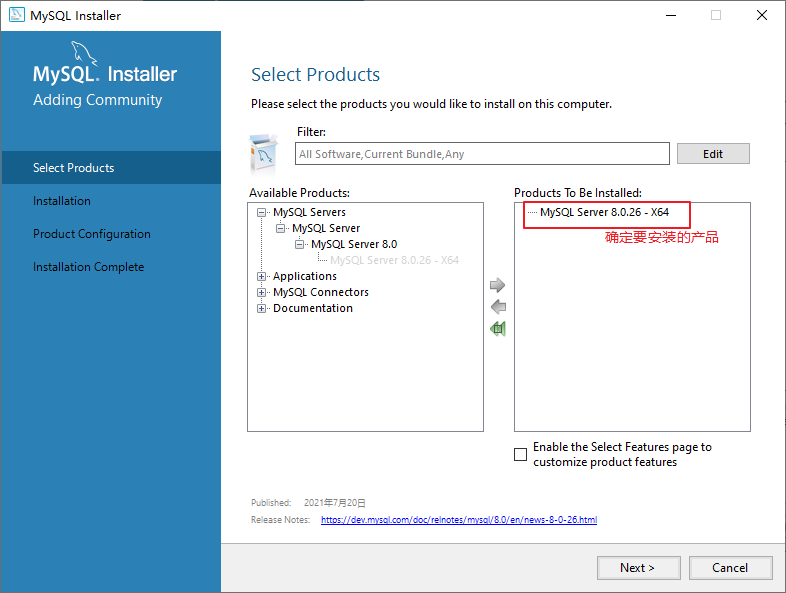 MySQL Installer
MySQL. Installer
Adding Community
Select Products
Installation
Product Configuration
Installation Complete
Select Products
Please select the products you would like to install on this computer.
Filter:
All Software,Current Bundle,Any
Edit
Available Products:
MySQL Servers
MySQL Server
MySQL Server 8.0
MySQL Server 8.0.26 - X64
Applications
MySQL Connectors
Documentation
Products To Be Installed:
MySQL Server 8.0.26 - X64
确定要安装的产品
Enable the Select Features page to
customize product features
Published: 2021年7月20日
Release Notes: https://dev.mysql.com/doc/relnotes/mysql/8.0/en/news-8-0-26.html
Next >
Cancel